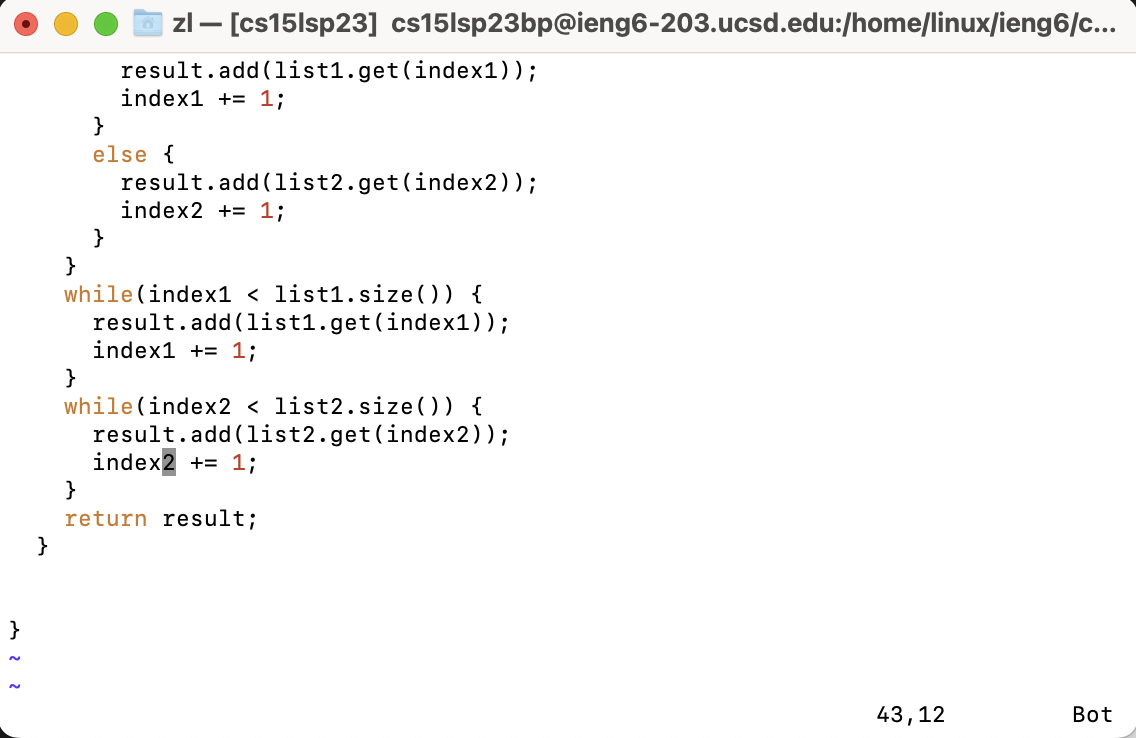 zl — [cs15lsp23] cs15lsp23bp@ieng6-203.ucsd.edu:/home/linux/ieng6/c...
        result.add(list1.get(index1));
        index1 += 1;
      }
      else {
        result.add(list2.get(index2));
        index2 += 1;
      }
    }
    while(index1 < list1.size()) {
      result.add(list1.get(index1));
      index1 += 1;
    }
    while(index2 < list2.size()) {
      result.add(list2.get(index2));
      index2 += 1;
    }
    return result;
  }


}
~
~
43,12 Bot